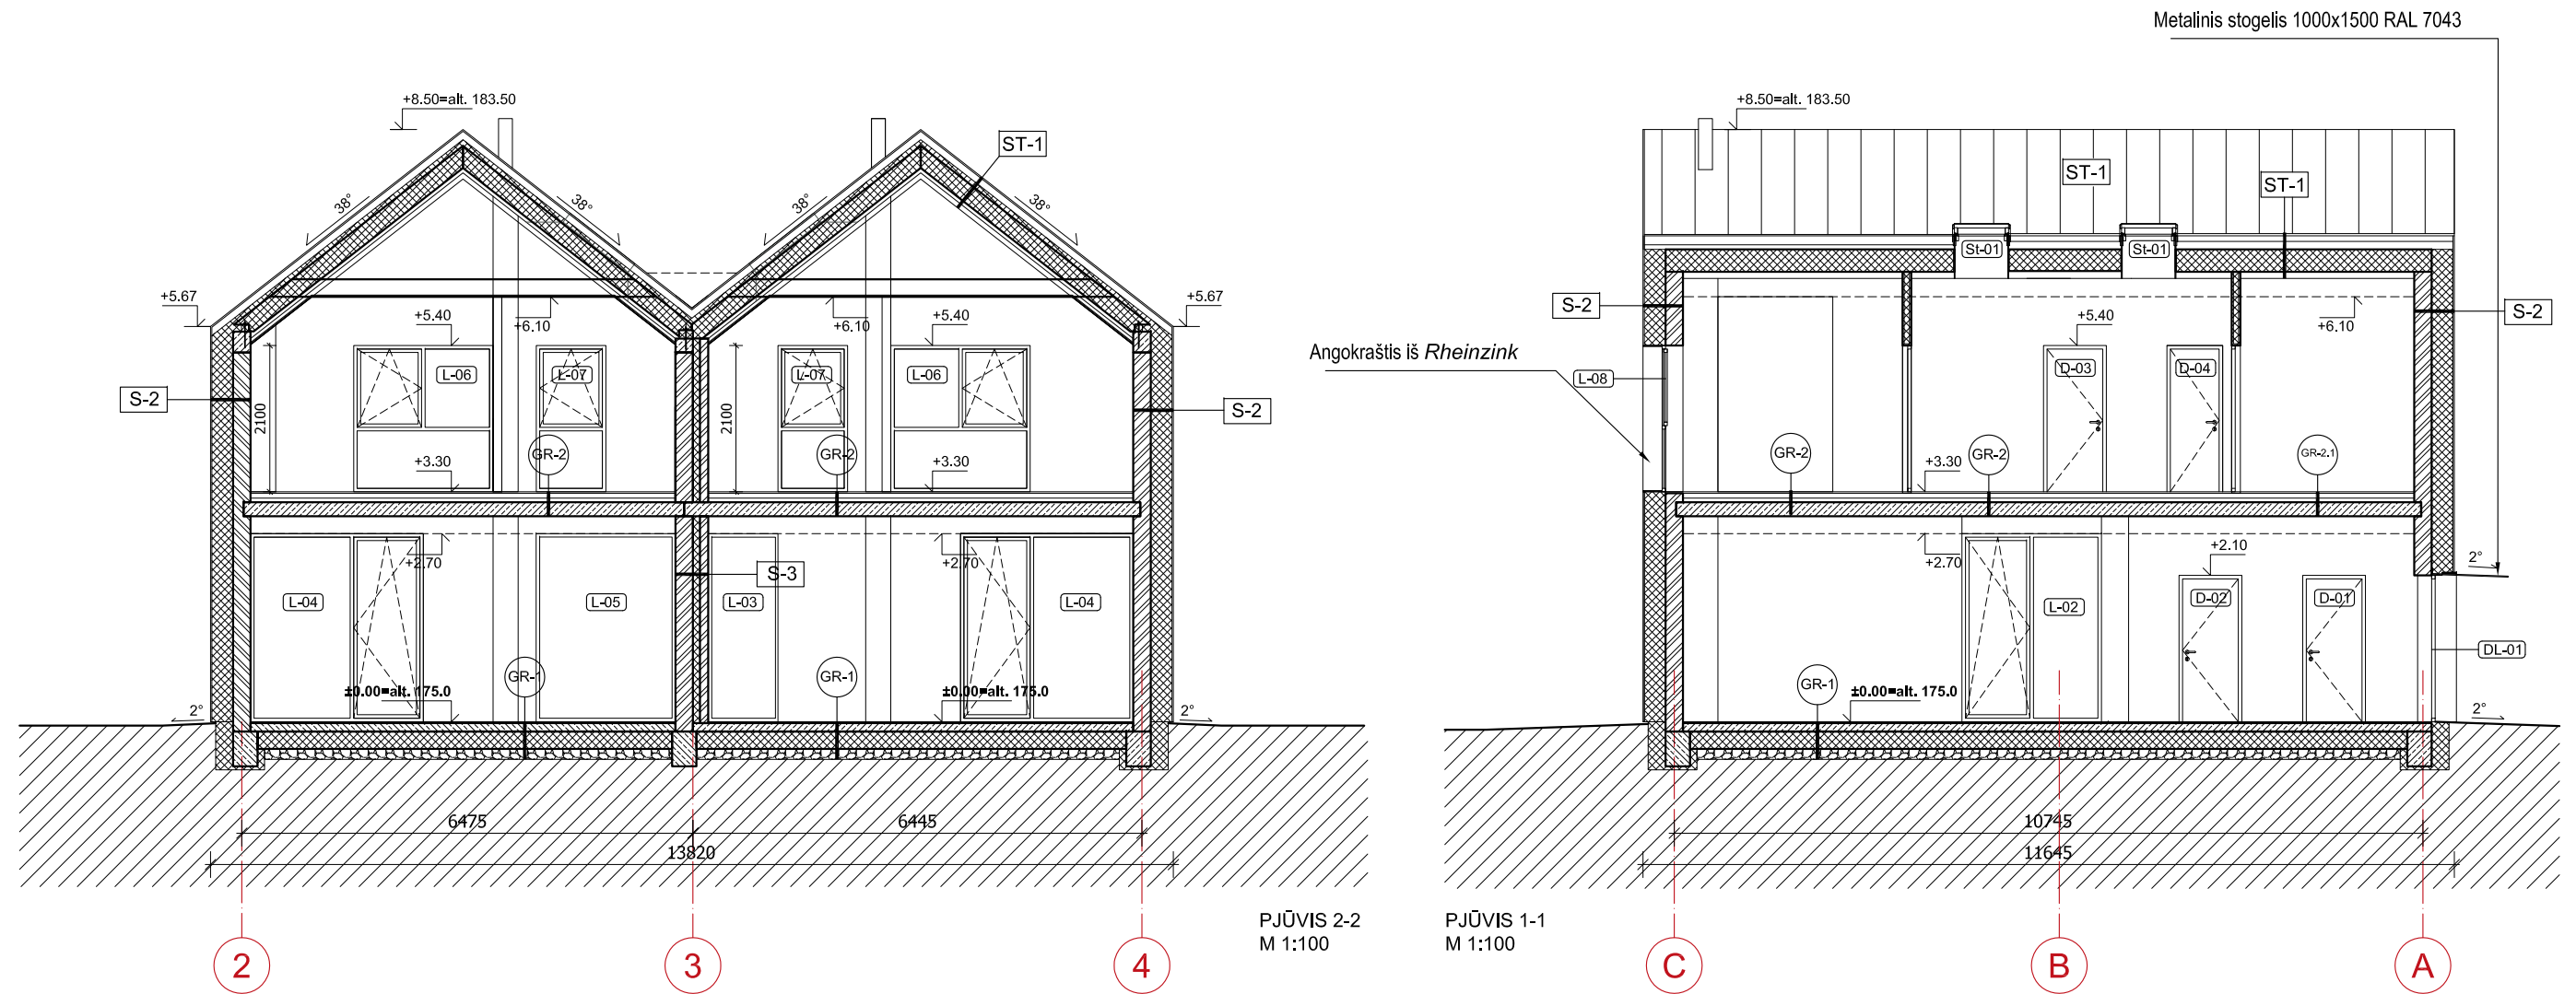 Metalinis stogelis 1000x1500 RAL 7043
+8.50=alt. 183.50
ST-1
38°
38°
38°
38°
+5.67
+5.67
+5.40
+6.10
+6.10
+5.40
L-06
L-07
L-07
L-06
S-2
S-2
2100
2100
GR-2
GR-2
+3.30
+3.30
+2.70
+2.70
S-3
L-04
L-05
L-03
L-04
GR-1
GR-1
±0.00=alt. 175.0
±0.00=alt. 175.0
2°
2°
6475
6445
13820
PJŪVIS 2-2
M 1:100
2
3
4
+8.50=alt. 183.50
ST-1
ST-1
St-01
St-01
S-2
S-2
+6.10
+5.40
Angokraštis iš Rheinzink
L-08
D-03
D-04
GR-2
GR-2
GR-2.1
+3.30
+2.70
+2.10
2°
L-02
D-02
D-01
DL-01
GR-1
±0.00=alt. 175.0
2°
10745
11645
PJŪVIS 1-1
M 1:100
C
B
A